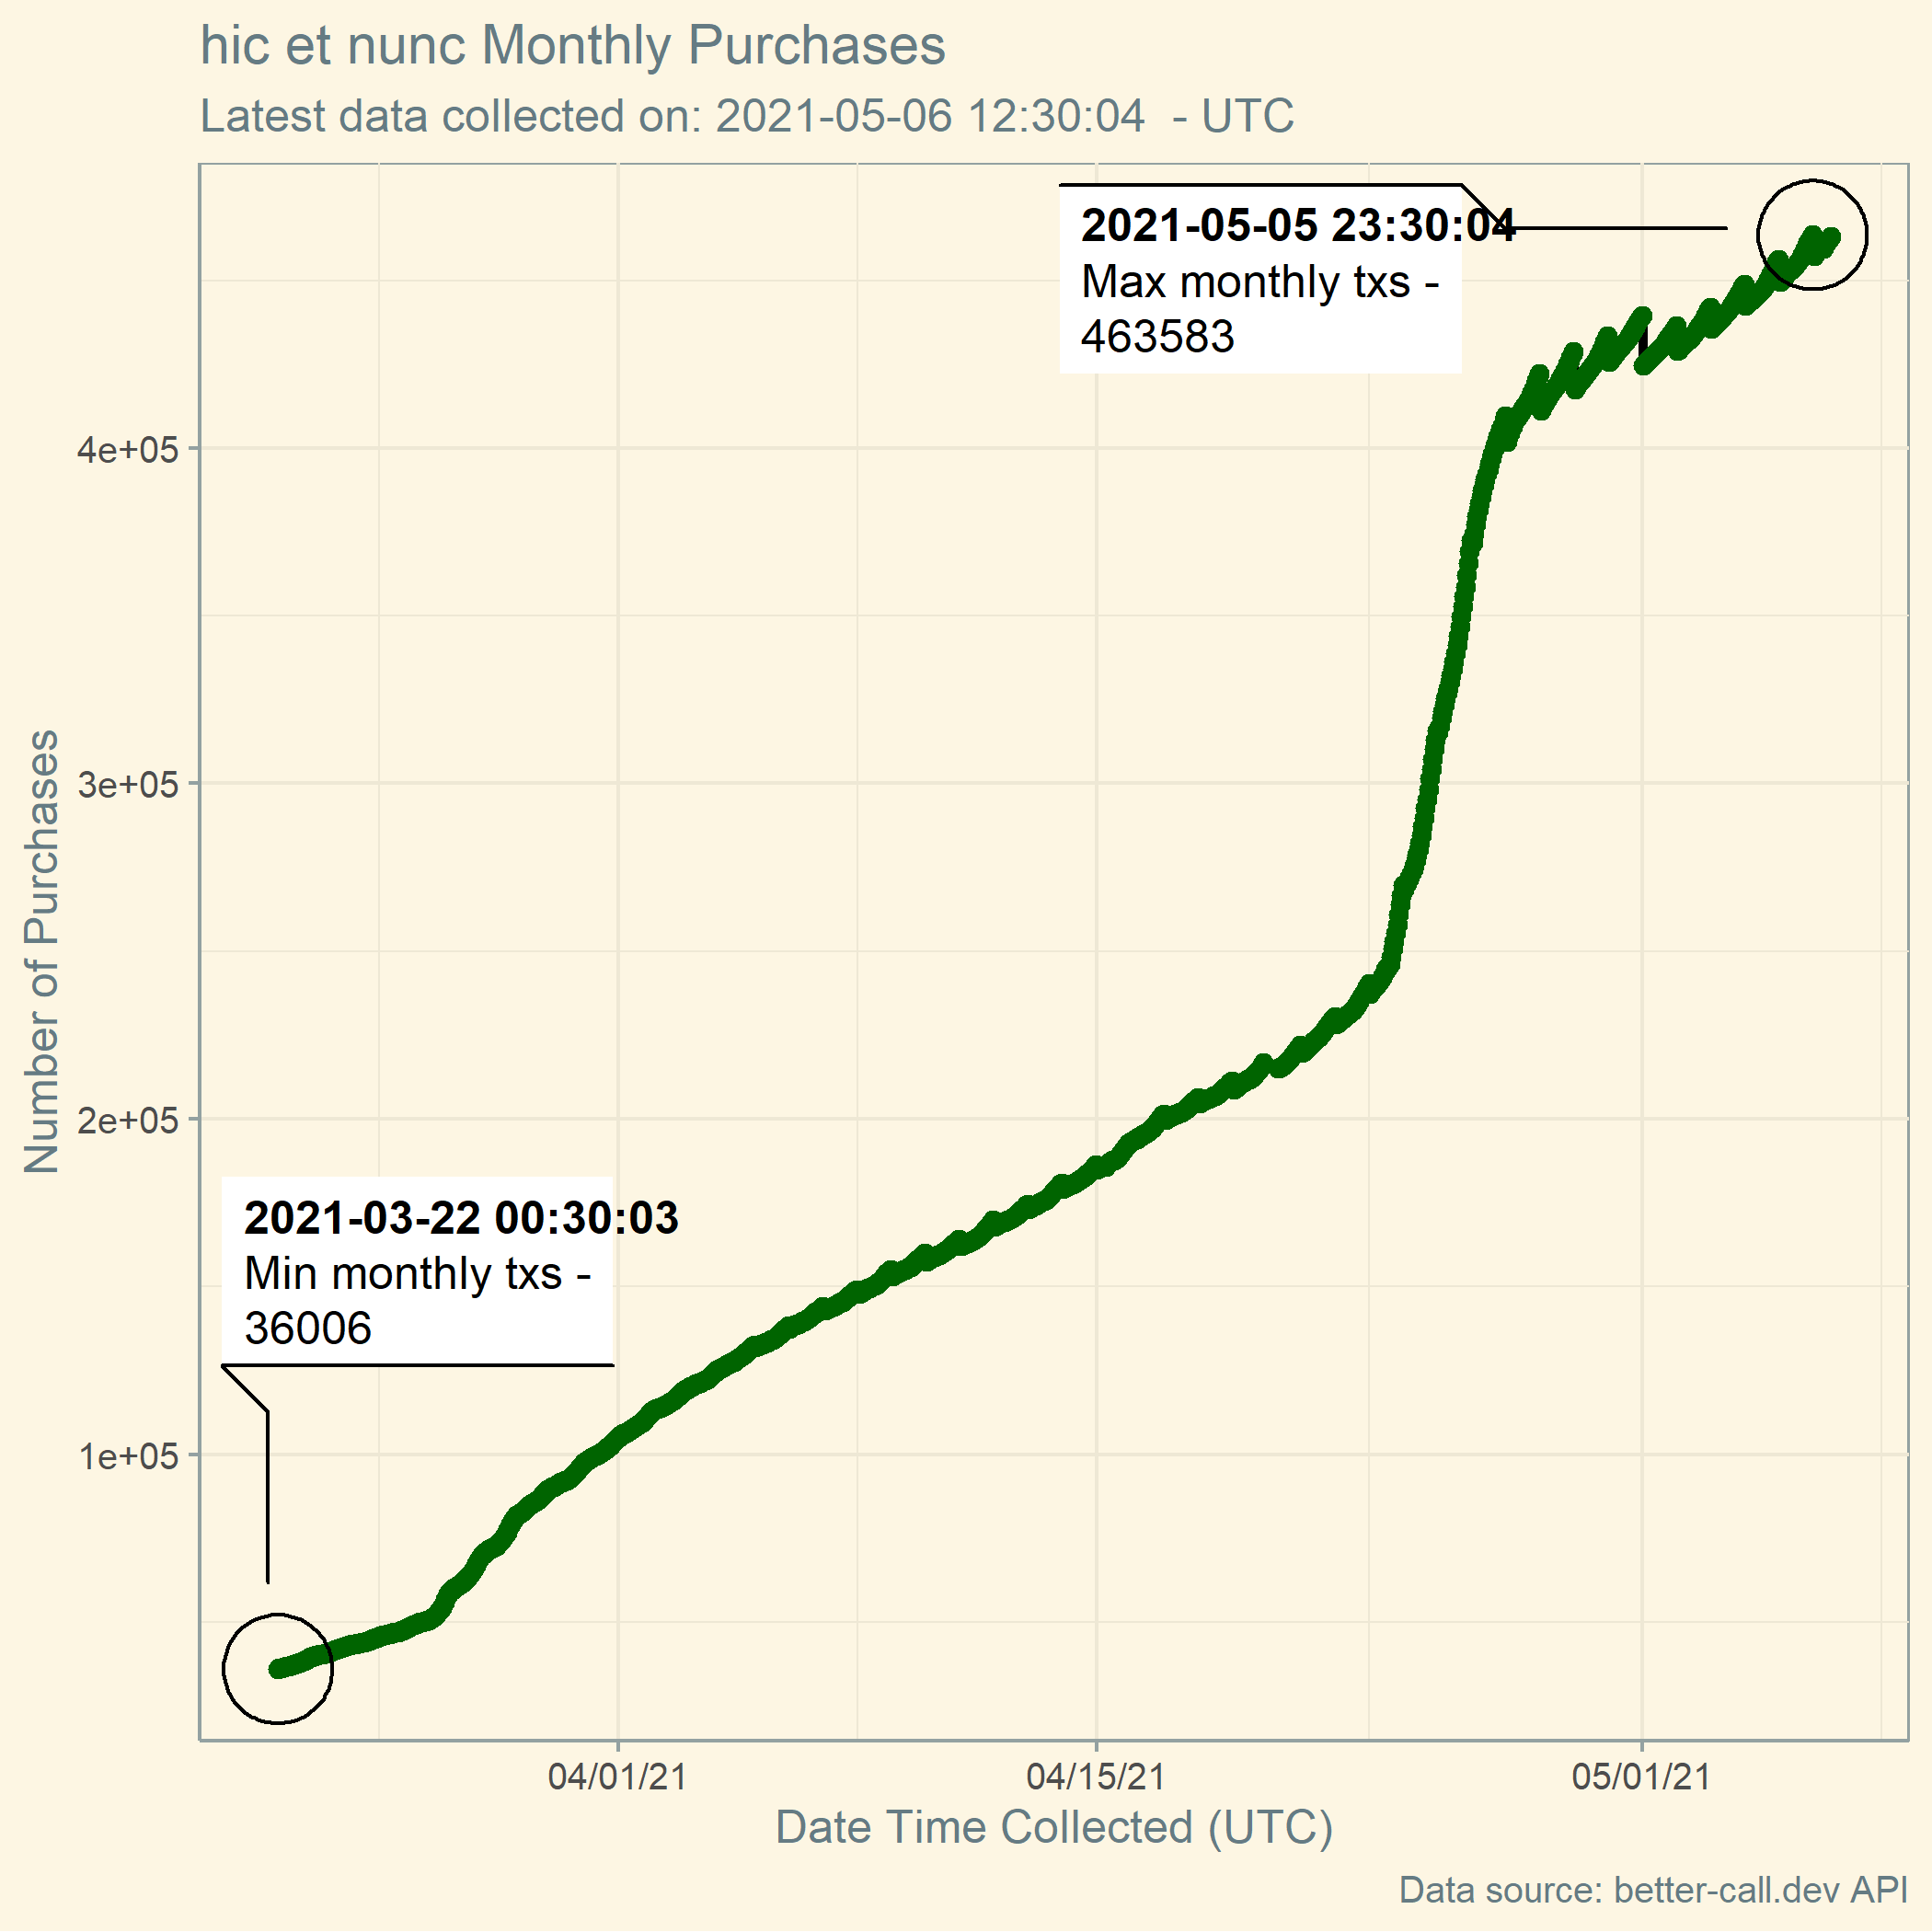 hic et nunc Monthly Purchases
Latest data collected on: 2021-05-06 12:30:04 - UTC
2021-05-05 23:30:04
Max monthly txs -
463583
4e+05
3e+05
2e+05
1e+05
Number of Purchases
2021-03-22 00:30:03
Min monthly txs -
36006
04/01/21
04/15/21
05/01/21
Date Time Collected (UTC)
Data source: better-call.dev API